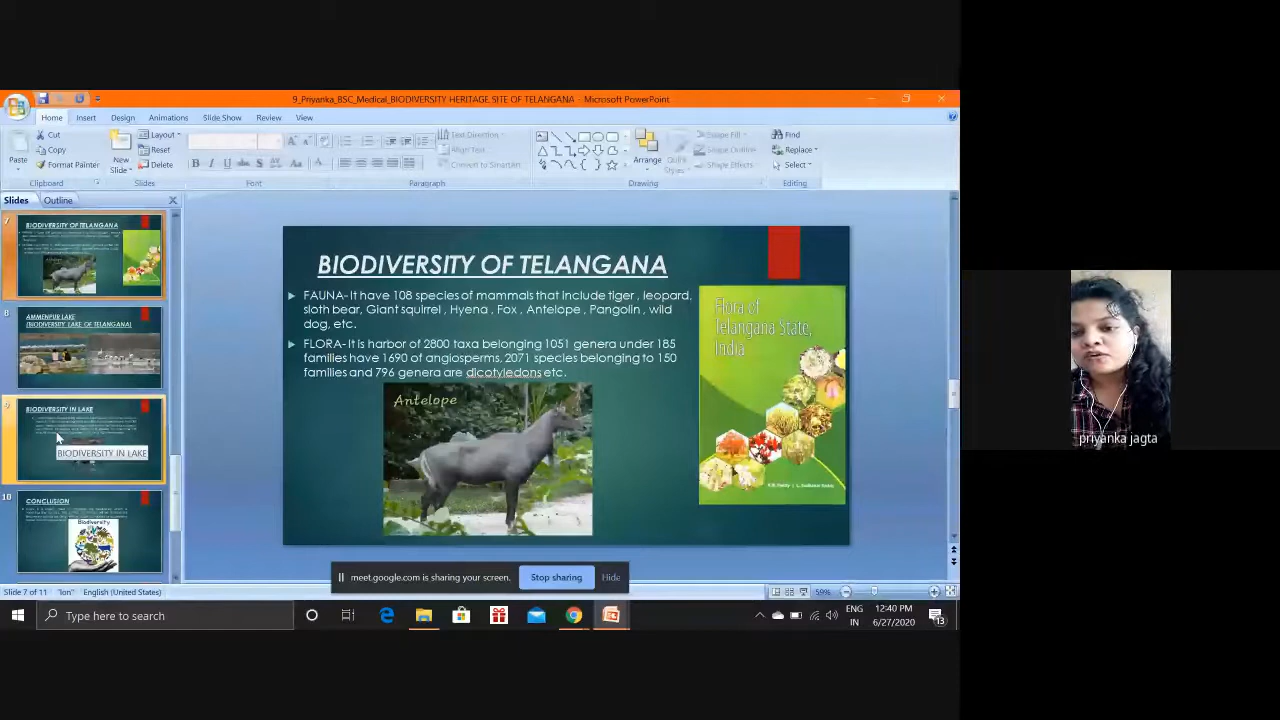 9_Priyanka_BSC_Medical_BIODIVERSITY HERITAGE SITE OF TELANGANA - Microsoft PowerPoint
Home Insert Design Animations Slide Show Review View
Cut
Copy
Format Painter
Paste
Clipboard
New Slide
Layout
Reset
Delete
Slides
Font
Text Direction
Align Text
Convert to SmartArt
Paragraph
Arrange
Quick Styles
Shape Fill
Shape Outline
Shape Effects
Drawing
Find
Replace
Select
Editing
Slides Outline
7
BIODIVERSITY OF TELANGANA
Antelope
8
AMMENPUR LAKE
(BIODIVERSITY LAKE OF TELANGANA)
9
BIODIVERSITY IN LAKE
BIODIVERSITY IN LAKE
10
CONCLUSION
Biodiversity
BIODIVERSITY OF TELANGANA
FAUNA- It have 108 species of mammals that include tiger , leopard,
sloth bear, Giant squirrel , Hyena , Fox , Antelope , Pangolin , wild
dog, etc.
FLORA- It is harbor of 2800 taxa belonging 1051 genera under 185
families have 1690 of angiosperms, 2071 species belonging to 150
families and 796 genera are dicotyledons etc.
Antelope
Flora of
Telangana State,
India
priyanka jagta
meet.google.com is sharing your screen. Stop sharing Hide
Slide 7 of 11 "Ion" English (United States) 59%
Type here to search
ENG
IN
12:40 PM
6/27/2020
13